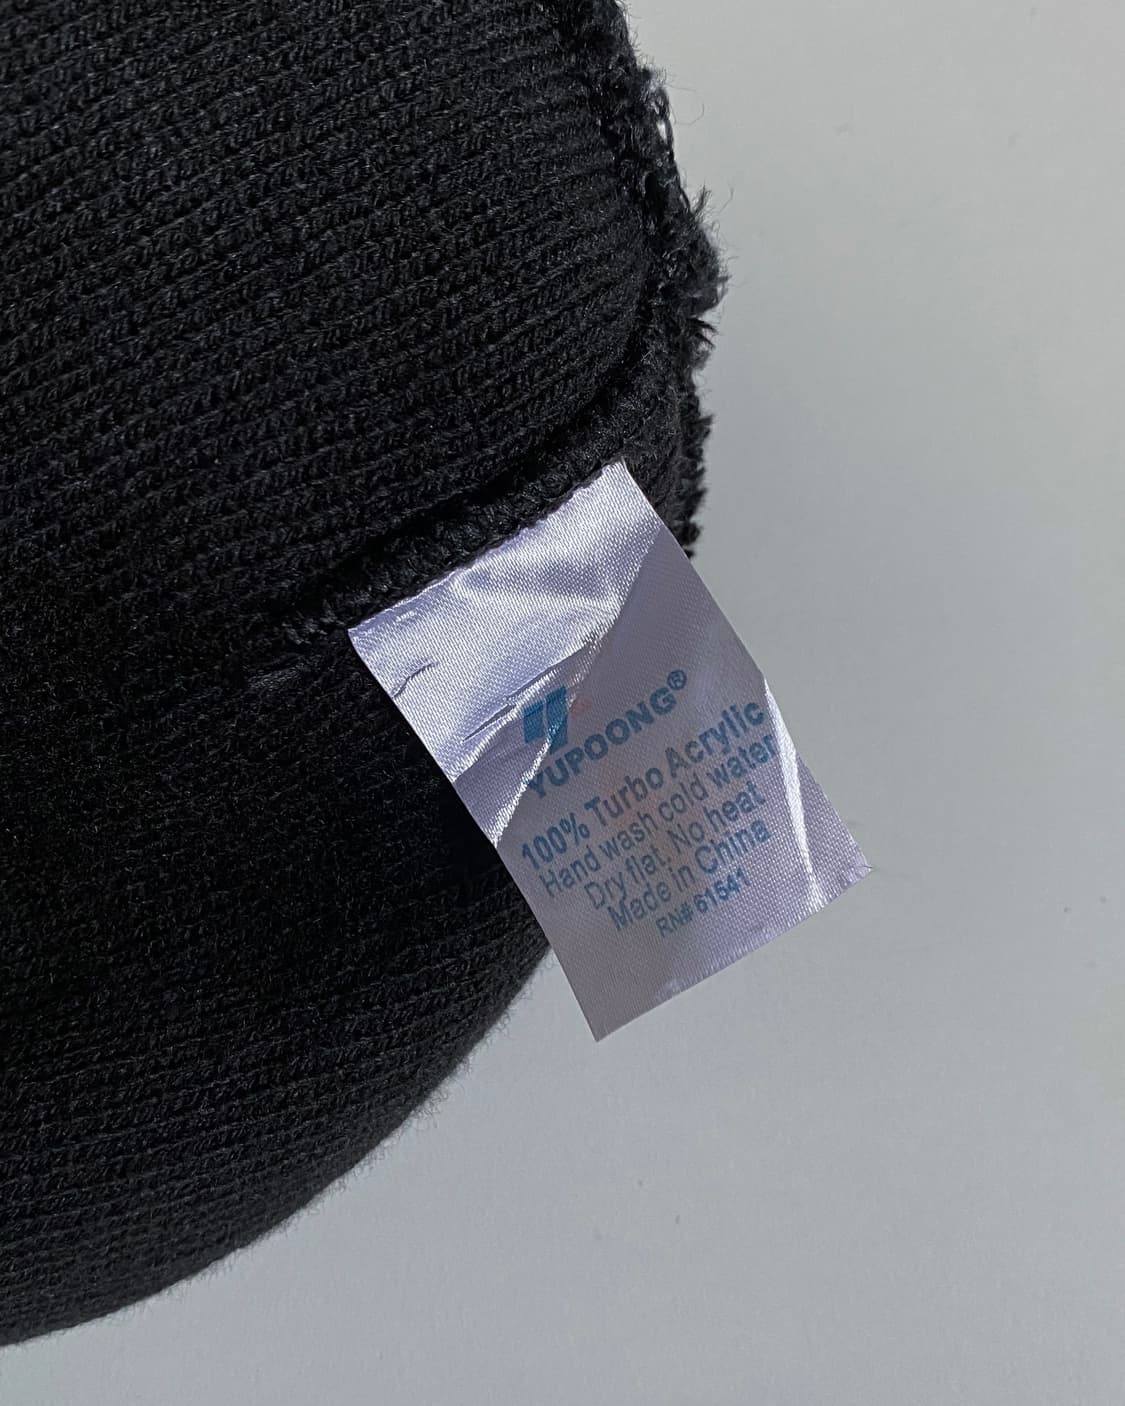 YUPOONG®
100% Turbo Acrylic
Hand wash cold water
Dry flat. No heat
Made in China
RN# 61541